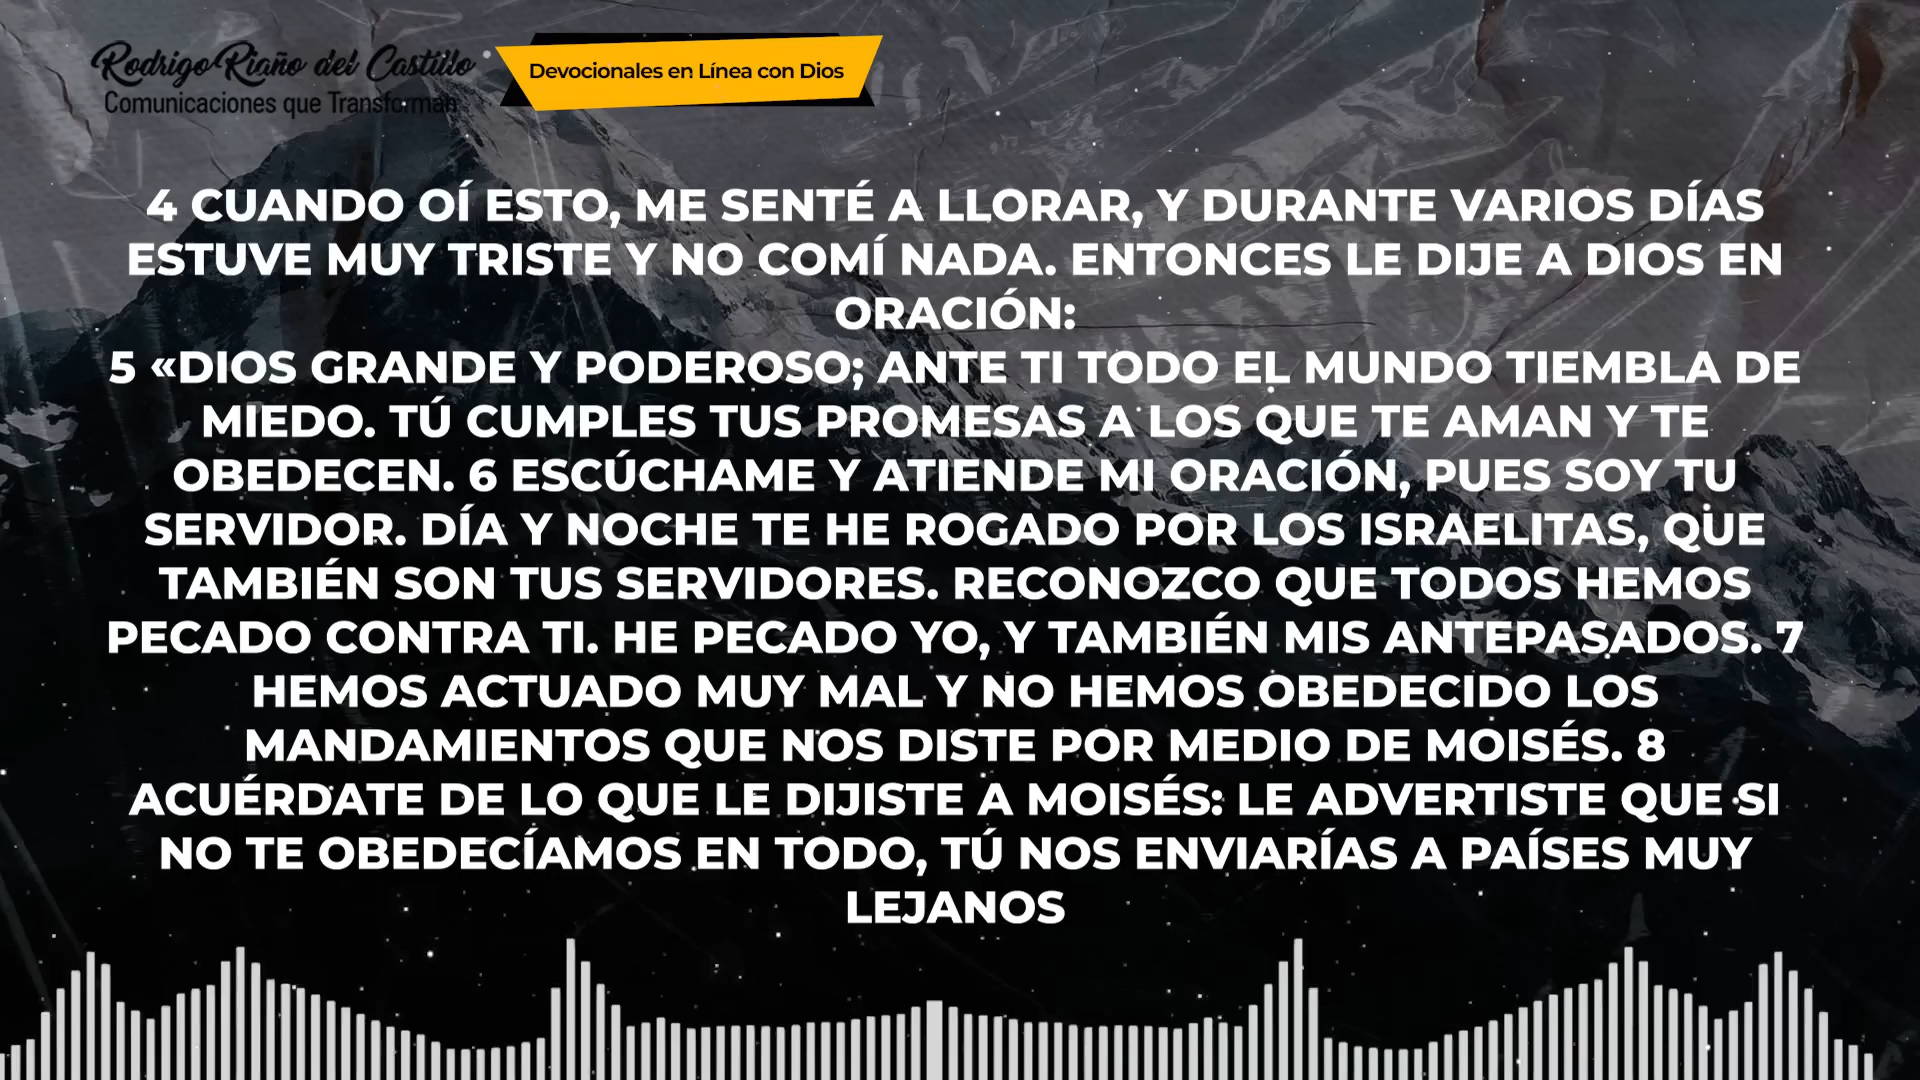 Rodrigo Riaño del Castillo
Comunicaciones que Transforman
Devocionales en Línea con Dios
4 CUANDO OÍ ESTO, ME SENTÉ A LLORAR, Y DURANTE VARIOS DÍAS
ESTUVE MUY TRISTE Y NO COMÍ NADA. ENTONCES LE DIJE A DIOS EN
ORACIÓN:
5 «DIOS GRANDE Y PODEROSO; ANTE TI TODO EL MUNDO TIEMBLA DE
MIEDO. TÚ CUMPLES TUS PROMESAS A LOS QUE TE AMAN Y TE
OBEDECEN. 6 ESCÚCHAME Y ATIENDE MI ORACIÓN, PUES SOY TU
SERVIDOR. DÍA Y NOCHE TE HE ROGADO POR LOS ISRAELITAS, QUE
TAMBIÉN SON TUS SERVIDORES. RECONOZCO QUE TODOS HEMOS
PECADO CONTRA TI. HE PECADO YO, Y TAMBIÉN MIS ANTEPASADOS. 7
HEMOS ACTUADO MUY MAL Y NO HEMOS OBEDECIDO LOS
MANDAMIENTOS QUE NOS DISTE POR MEDIO DE MOISÉS. 8
ACUÉRDATE DE LO QUE LE DIJISTE A MOISÉS: LE ADVERTISTE QUE SI
NO TE OBEDECÍAMOS EN TODO, TÚ NOS ENVIARÍAS A PAÍSES MUY
LEJANOS